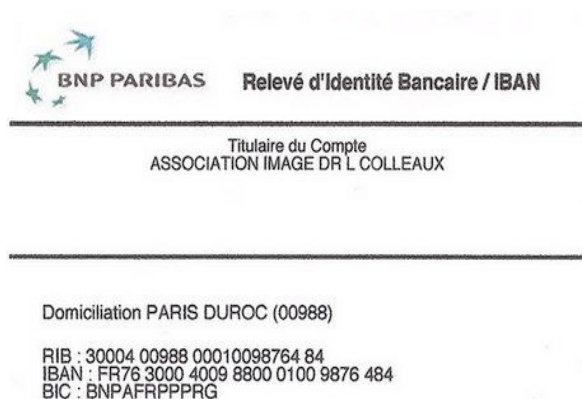 BNP PARIBAS Relevé d'Identité Bancaire / IBAN
Titulaire du Compte
ASSOCIATION IMAGE DR L COLLEAUX
Domiciliation PARIS DUROC (00988)
RIB : 30004 00988 00010098764 84
IBAN : FR76 3000 4009 8800 0100 9876 484
BIC : BNPAFRPPPRG